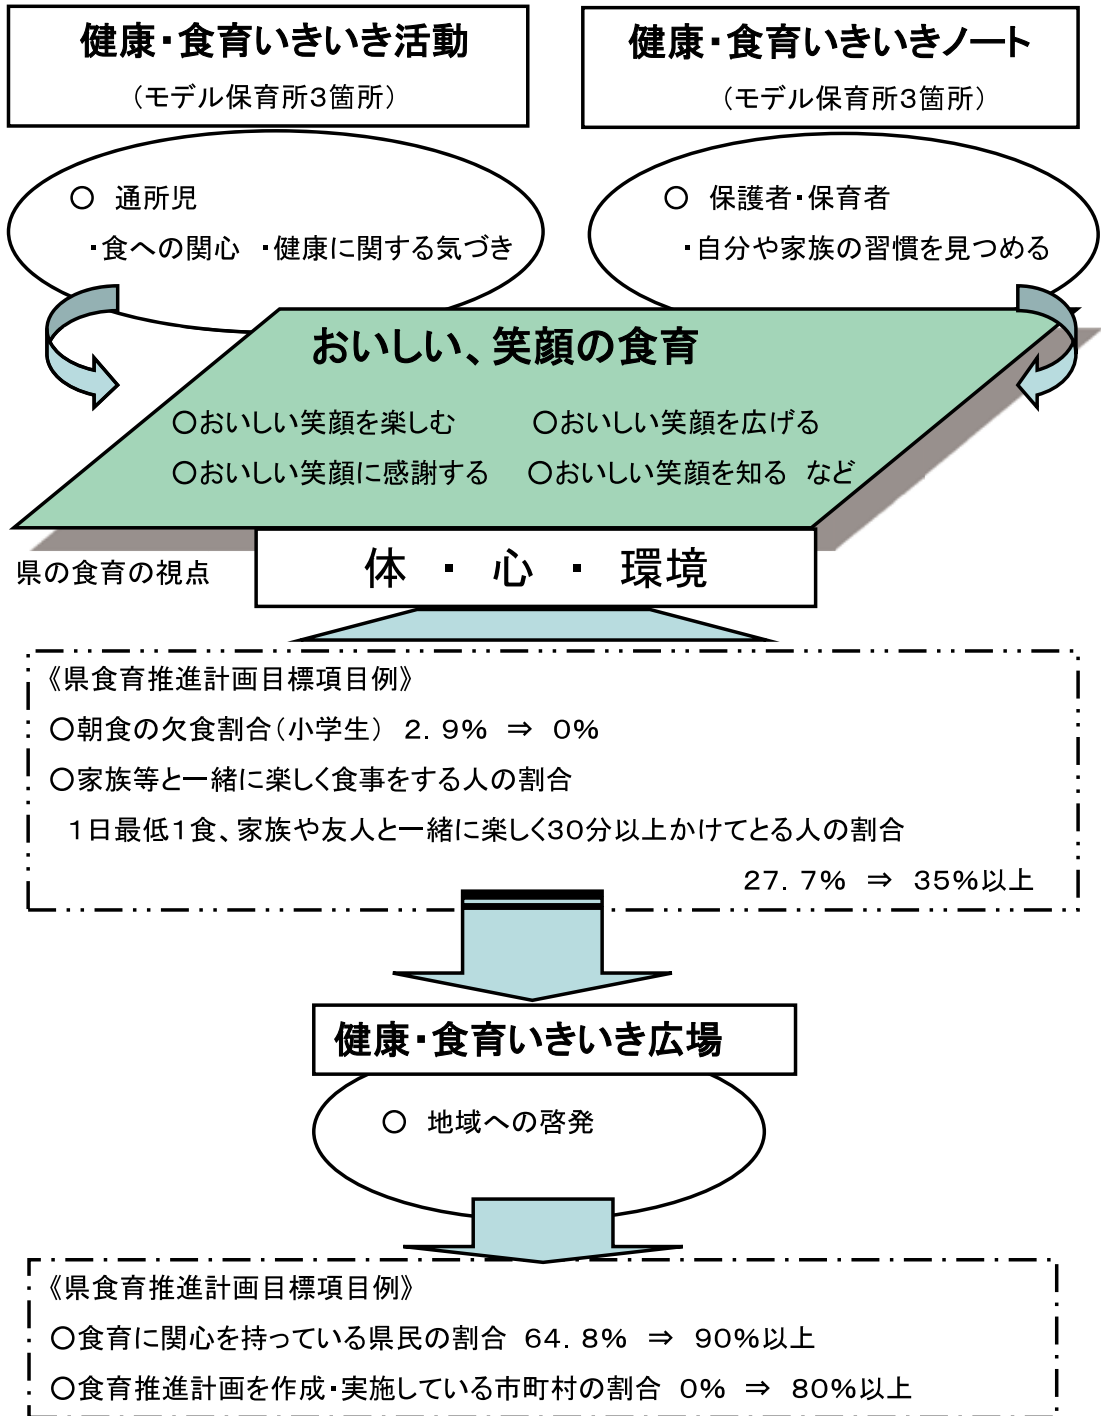 健康・食育いきいき活動
（モデル保育所３箇所）
健康・食育いきいきノート
（モデル保育所３箇所）
○ 通所児
・食への関心 ・健康に関する気づき
○ 保護者・保育者
・自分や家族の習慣を見つめる
おいしい、笑顔の食育
○おいしい笑顔を楽しむ ○おいしい笑顔を広げる
○おいしい笑顔に感謝する ○おいしい笑顔を知る など
県の食育の視点
体 ・ 心 ・ 環境
《県食育推進計画目標項目例》
○朝食の欠食割合（小学生） ２．９％ ⇒ ０％
○家族等と一緒に楽しく食事をする人の割合
１日最低１食、家族や友人と一緒に楽しく30分以上かけてとる人の割合
２７．７％ ⇒ ３５％以上
健康・食育いきいき広場
○ 地域への啓発
《県食育推進計画目標項目例》
○食育に関心を持っている県民の割合 ６４．８％ ⇒ ９０％以上
○食育推進計画を作成・実施している市町村の割合 ０％ ⇒ ８０％以上